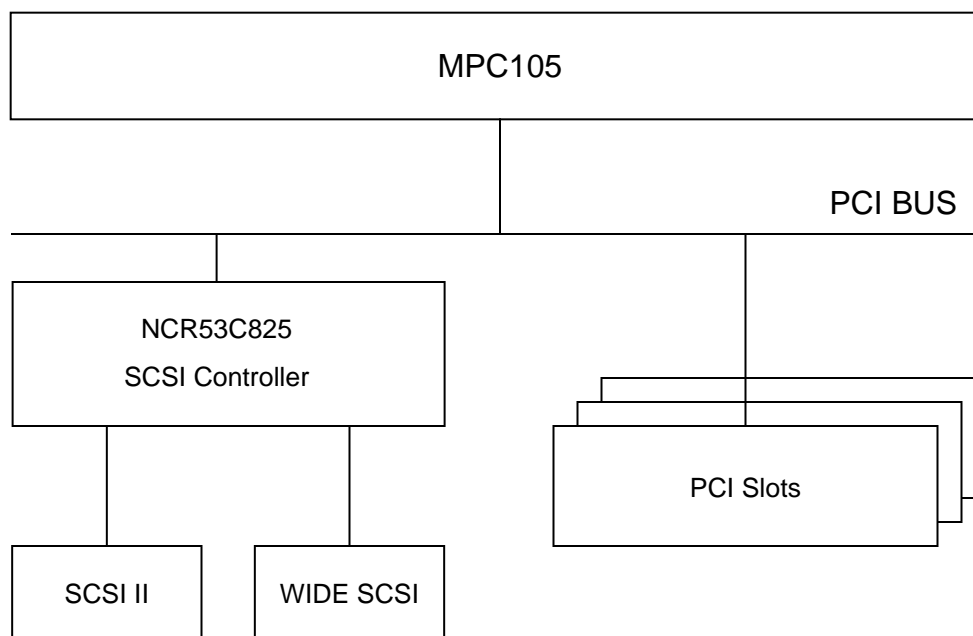 MPC105
PCI BUS
NCR53C825
SCSI Controller
PCI Slots
SCSI II
WIDE SCSI